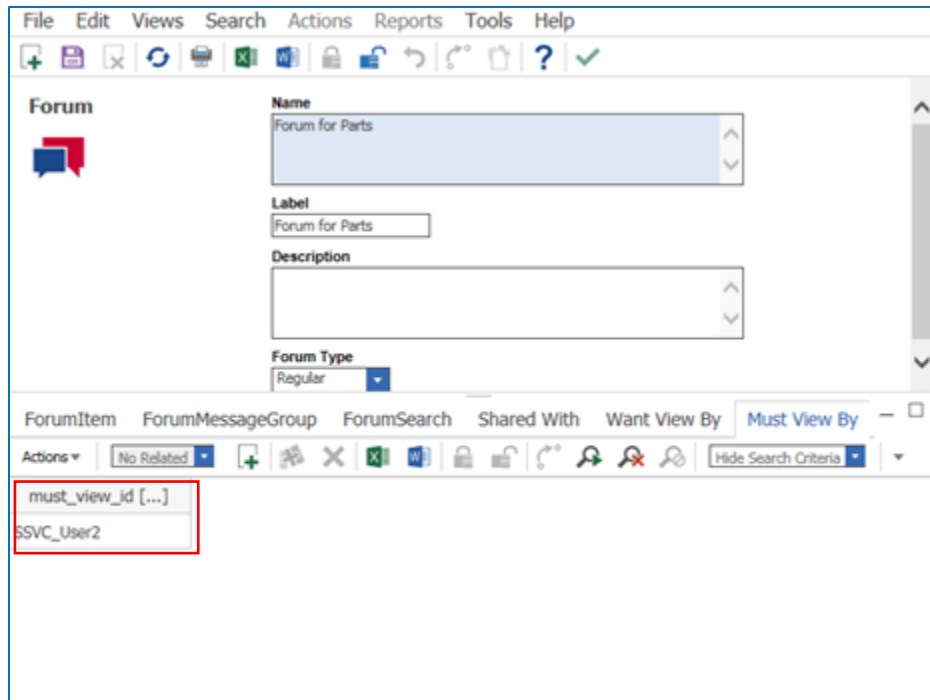 File Edit Views Search Actions Reports Tools Help
Forum
Name
Forum for Parts
Label
Forum for Parts
Description
Forum Type
Regular
ForumItem ForumMessageGroup ForumSearch Shared With Want View By Must View By
Actions No Related Hide Search Criteria
must_view_id [...]
SSVC_User2